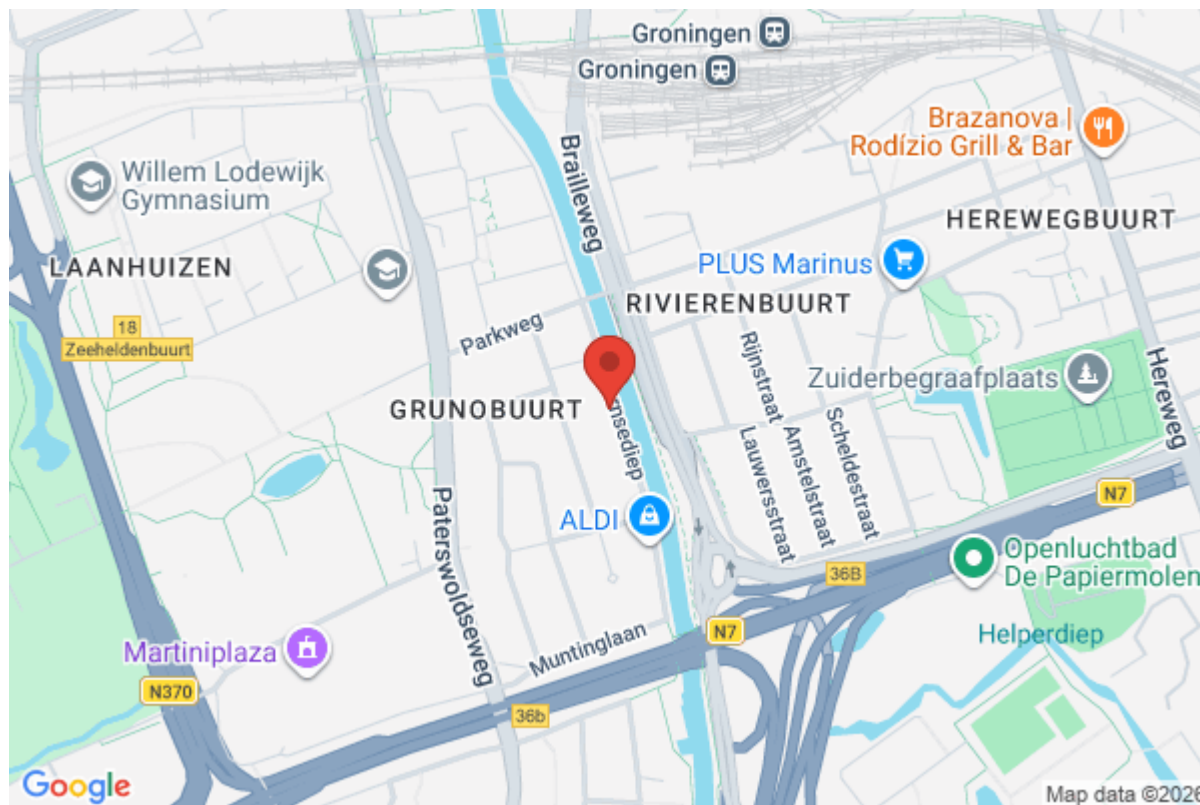 Groningen
Groningen
Brazanova |
Rodízio Grill & Bar
Brailleweg
Willem Lodewijk
Gymnasium
HEREWEGBUURT
LAANHUIZEN
PLUS Marinus
RIVIERENBUURT
18
Zeeheldenbuurt
Parkweg
Rijnstraat
Zuiderbegraafplaats
Hereweg
GRUNOBUURT
Scheldestraat
Amstelstraat
Lauwersstraat
N7
ALDI
Paterswoldseweg
Openluchtbad
De Papiermolen
36B
N7
Helperdiep
Muntinglaan
Martiniplaza
N370
36b
Google
Map data ©2026